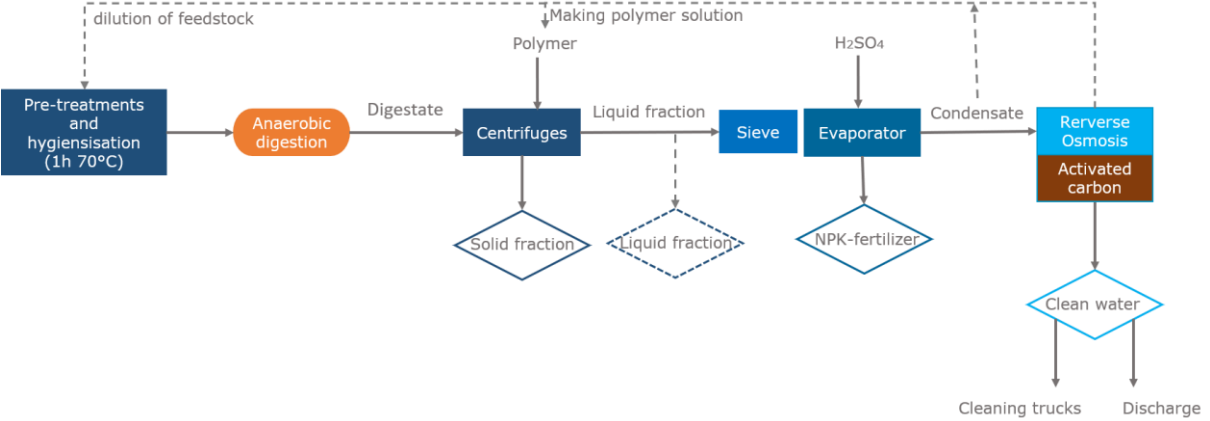 dilution of feedstock
Making polymer solution
Polymer
H₂SO₄
Pre-treatments
and
hygiensisation
(1h 70°C)
Anaerobic
digestion
Digestate
Centrifuges
Liquid fraction
Sieve
Evaporator
Condensate
Rerverse
Osmosis
Activated
carbon
Solid fraction
Liquid fraction
NPK-fertilizer
Clean water
Cleaning trucks
Discharge